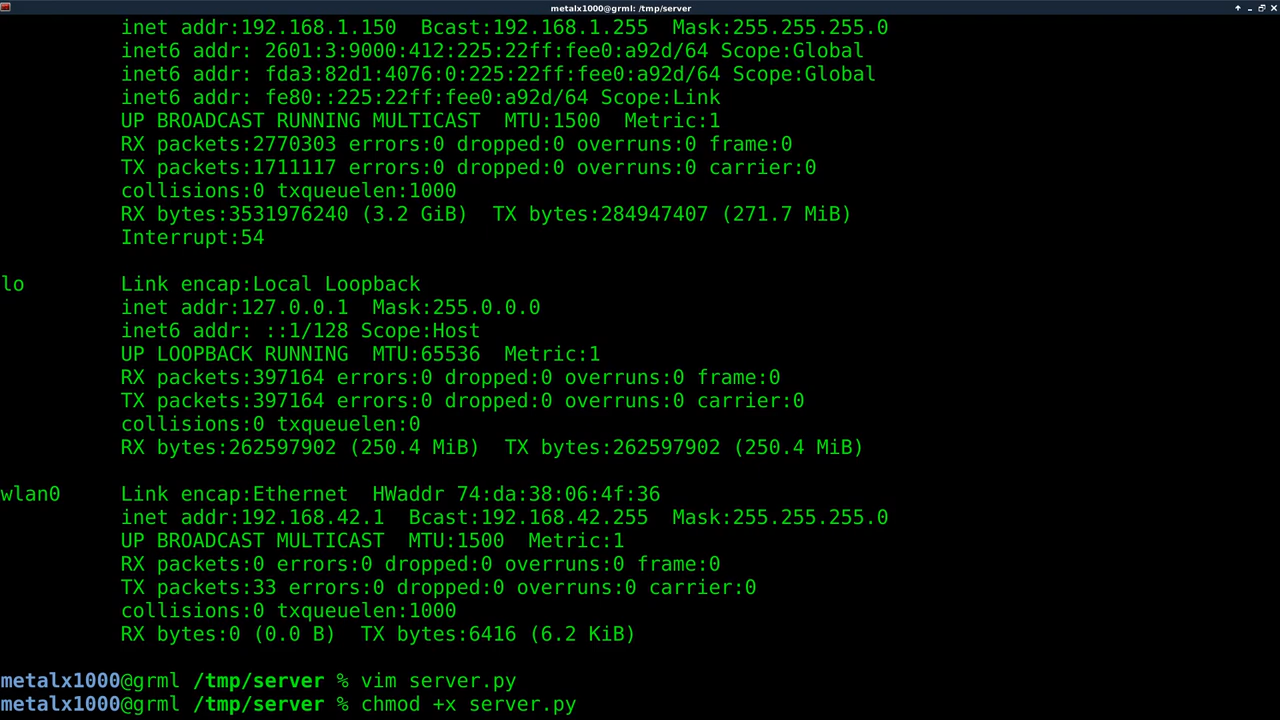 metalx1000@grml: /tmp/server
inet addr:192.168.1.150  Bcast:192.168.1.255  Mask:255.255.255.0
inet6 addr: 2601:3:9000:412:225:22ff:fee0:a92d/64 Scope:Global
inet6 addr: fda3:82d1:4076:0:225:22ff:fee0:a92d/64 Scope:Global
inet6 addr: fe80::225:22ff:fee0:a92d/64 Scope:Link
UP BROADCAST RUNNING MULTICAST  MTU:1500  Metric:1
RX packets:2770303 errors:0 dropped:0 overruns:0 frame:0
TX packets:1711117 errors:0 dropped:0 overruns:0 carrier:0
collisions:0 txqueuelen:1000
RX bytes:3531976240 (3.2 GiB)  TX bytes:284947407 (271.7 MiB)
Interrupt:54
lo        Link encap:Local Loopback
inet addr:127.0.0.1  Mask:255.0.0.0
inet6 addr: ::1/128 Scope:Host
UP LOOPBACK RUNNING  MTU:65536  Metric:1
RX packets:397164 errors:0 dropped:0 overruns:0 frame:0
TX packets:397164 errors:0 dropped:0 overruns:0 carrier:0
collisions:0 txqueuelen:0
RX bytes:262597902 (250.4 MiB)  TX bytes:262597902 (250.4 MiB)
wlan0     Link encap:Ethernet  HWaddr 74:da:38:06:4f:36
inet addr:192.168.42.1  Bcast:192.168.42.255  Mask:255.255.255.0
UP BROADCAST MULTICAST  MTU:1500  Metric:1
RX packets:0 errors:0 dropped:0 overruns:0 frame:0
TX packets:33 errors:0 dropped:0 overruns:0 carrier:0
collisions:0 txqueuelen:1000
RX bytes:0 (0.0 B)  TX bytes:6416 (6.2 KiB)
metalx1000@grml /tmp/server % vim server.py
metalx1000@grml /tmp/server % chmod +x server.py